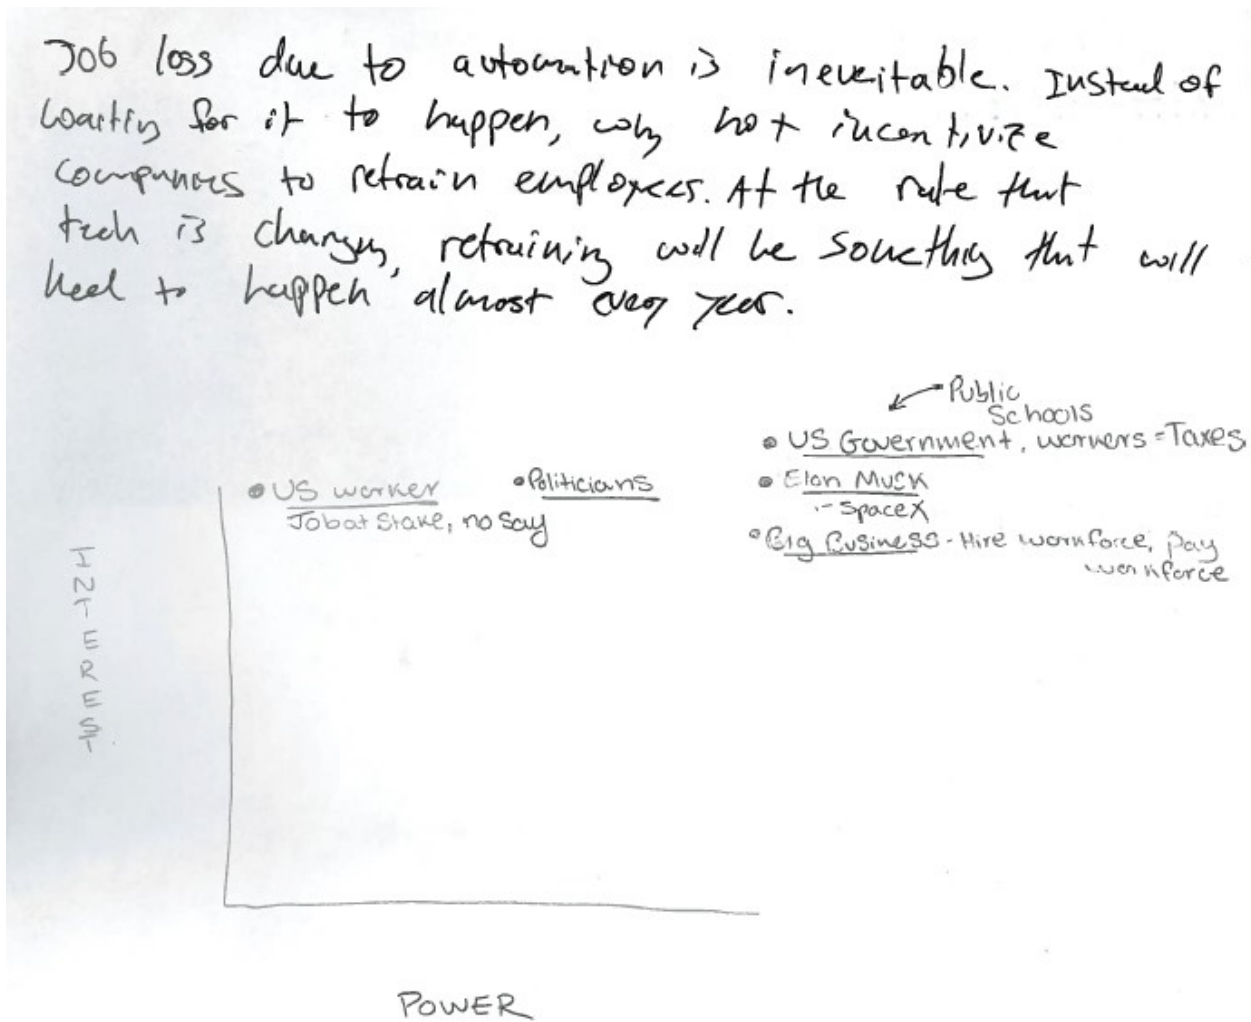 Job loss due to automation is inevitable. Instead of
waiting for it to happen, why not incentivize
companies to retrain employees. At the rate that
tech is changing, retraining will be something that will
need to happen almost every year.
Public
Schools
• US Government, workers = Taxes
• US worker
Job at Stake, no say
• Politicians
• Elon Musk
- SpaceX
• Big Business - Hire workforce, pay
workforce
INTEREST
POWER